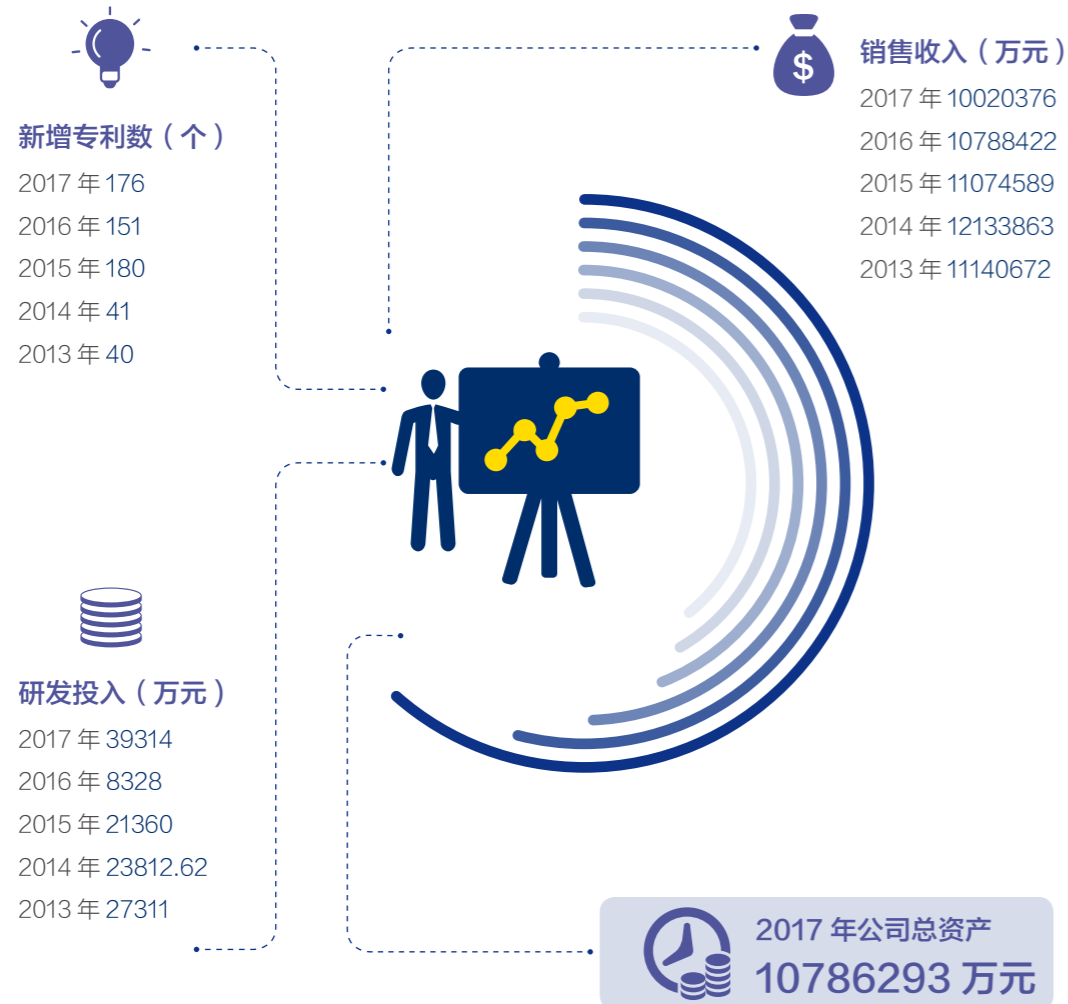 新增专利数（个）
2017 年 176
2016 年 151
2015 年 180
2014 年 41
2013 年 40
$
销售收入（万元）
2017 年 10020376
2016 年 10788422
2015 年 11074589
2014 年 12133863
2013 年 11140672
研发投入（万元）
2017 年 39314
2016 年 8328
2015 年 21360
2014 年 23812.62
2013 年 27311
2017 年公司总资产
10786293 万元